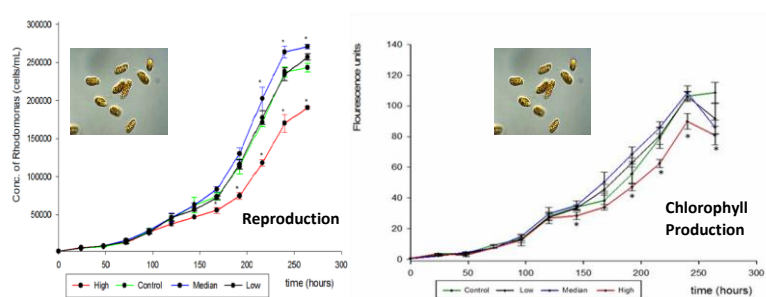 Conc. of Rhodomonas (cells/mL)
300000
250000
200000
150000
100000
50000
0 50 100 150 200 250 300
Reproduction
time (hours)
High Control Median Low
Fluorescence units
140
120
100
80
60
40
20
0
0 50 100 150 200 250 300
Chlorophyll
Production
time (hours)
Control Low Median High